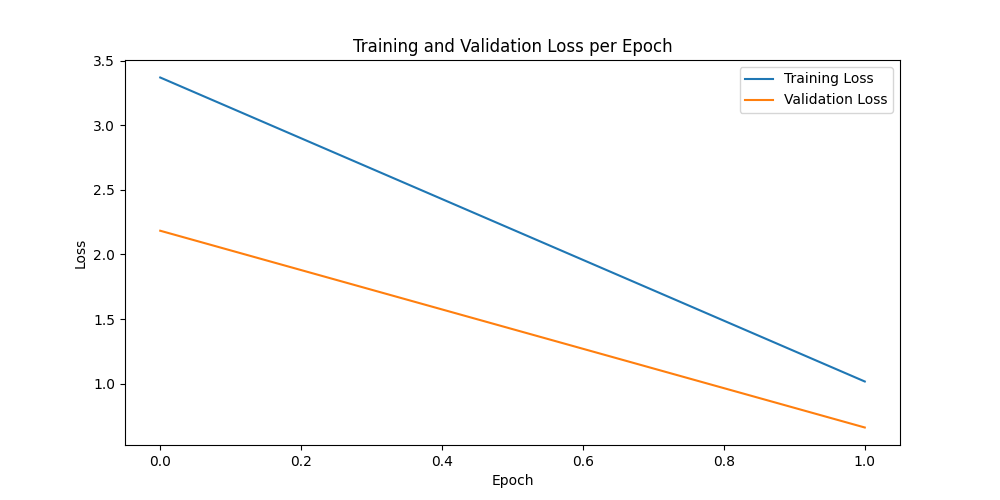 Training and Validation Loss per Epoch
Training Loss
Validation Loss
Loss
3.5
3.0
2.5
2.0
1.5
1.0
0.0 0.2 0.4 0.6 0.8 1.0
Epoch